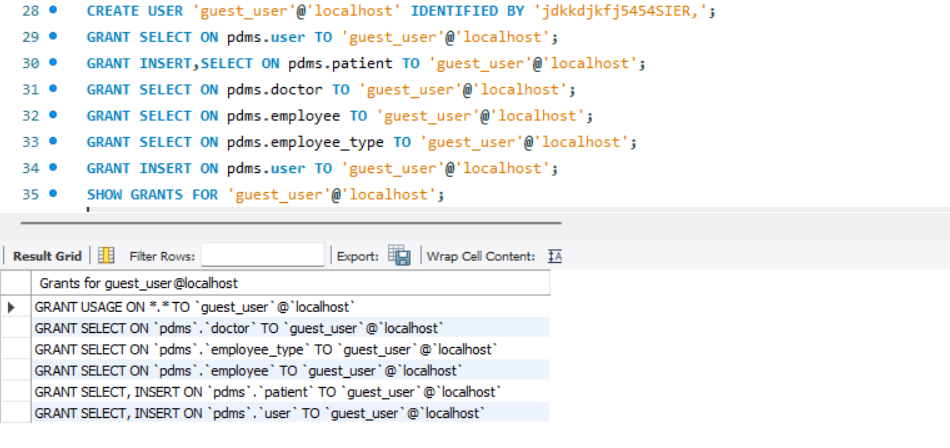 28 CREATE USER 'guest_user'@'localhost' IDENTIFIED BY 'jdkkdjkfj5454SIER,';
29 GRANT SELECT ON pdms.user TO 'guest_user'@'localhost';
30 GRANT INSERT,SELECT ON pdms.patient TO 'guest_user'@'localhost';
31 GRANT SELECT ON pdms.doctor TO 'guest_user'@'localhost';
32 GRANT SELECT ON pdms.employee TO 'guest_user'@'localhost';
33 GRANT SELECT ON pdms.employee_type TO 'guest_user'@'localhost';
34 GRANT INSERT ON pdms.user TO 'guest_user'@'localhost';
35 SHOW GRANTS FOR 'guest_user'@'localhost';
Result Grid Filter Rows: Export: Wrap Cell Content: IA
Grants for guest_user@localhost
GRANT USAGE ON *.* TO `guest_user`@`localhost`
GRANT SELECT ON `pdms`.`doctor` TO `guest_user`@`localhost`
GRANT SELECT ON `pdms`.`employee_type` TO `guest_user`@`localhost`
GRANT SELECT ON `pdms`.`employee` TO `guest_user`@`localhost`
GRANT SELECT, INSERT ON `pdms`.`patient` TO `guest_user`@`localhost`
GRANT SELECT, INSERT ON `pdms`.`user` TO `guest_user`@`localhost`